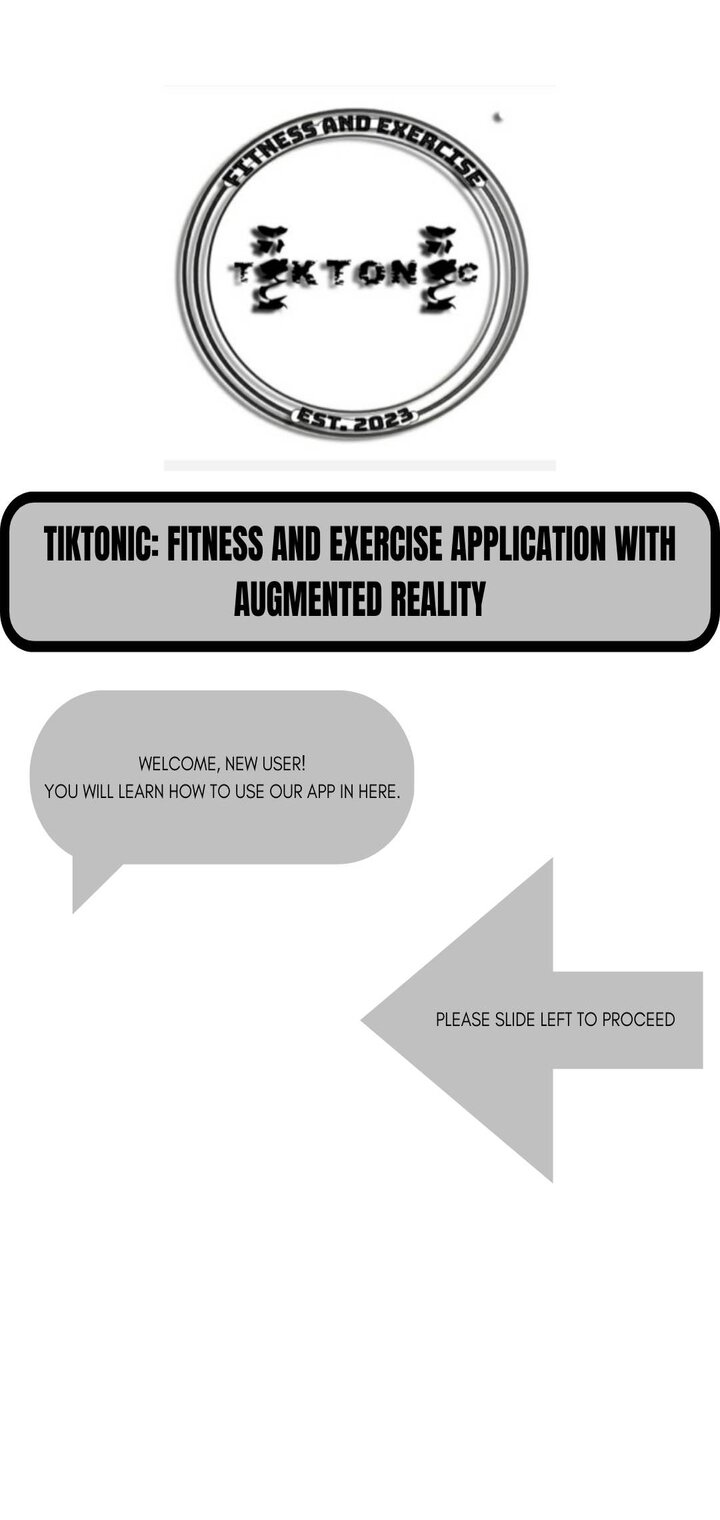 FITNESS AND EXERCISE
TIKTONIC
EST. 2023
TIKTONIC: FITNESS AND EXERCISE APPLICATION WITH
AUGMENTED REALITY
WELCOME, NEW USER!
YOU WILL LEARN HOW TO USE OUR APP IN HERE.
PLEASE SLIDE LEFT TO PROCEED